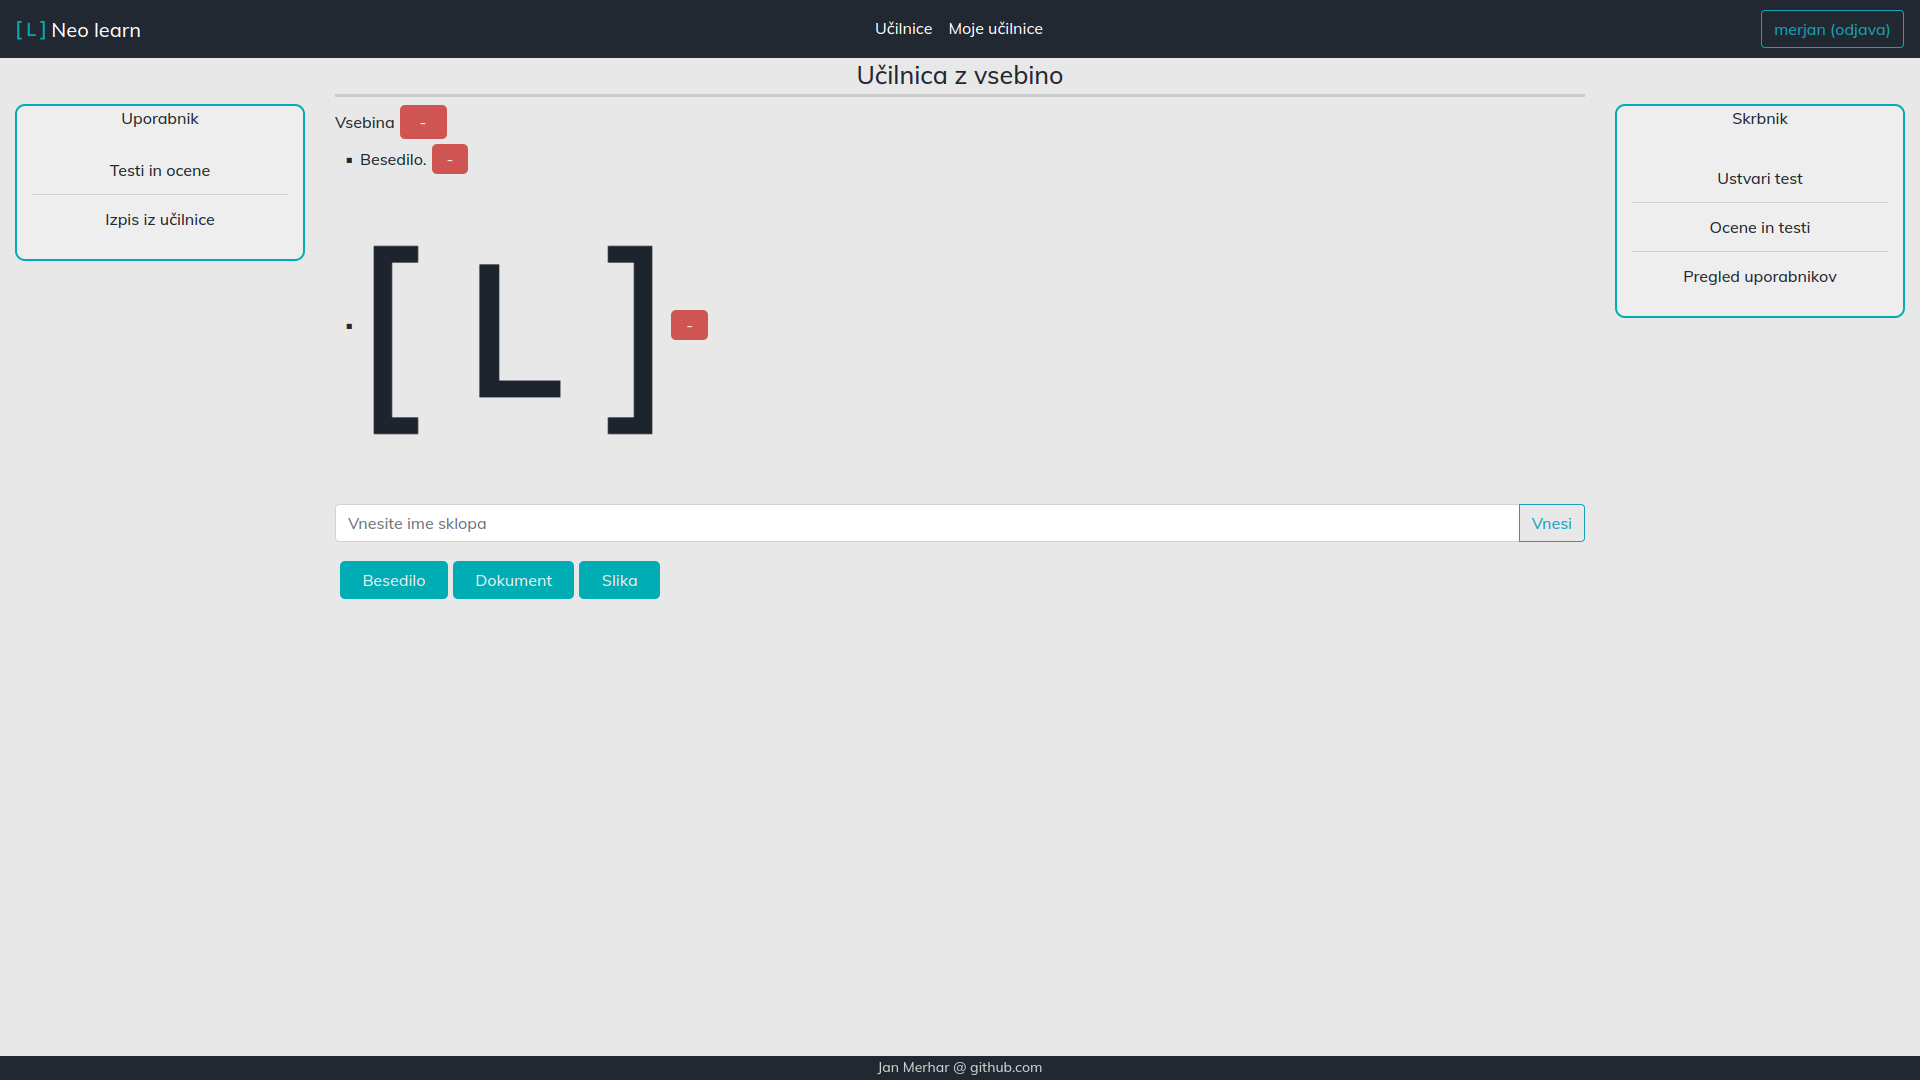 [L] Neo learn
Učilnice Moje učilnice
merjan (odjava)
Učilnica z vsebino
Uporabnik
Testi in ocene
Izpis iz učilnice
Vsebina -
Besedilo. -
[ L ] -
Vnesite ime sklopa Vnesi
Besedilo Dokument Slika
Skrbnik
Ustvari test
Ocene in testi
Pregled uporabnikov
Jan Merhar @ github.com